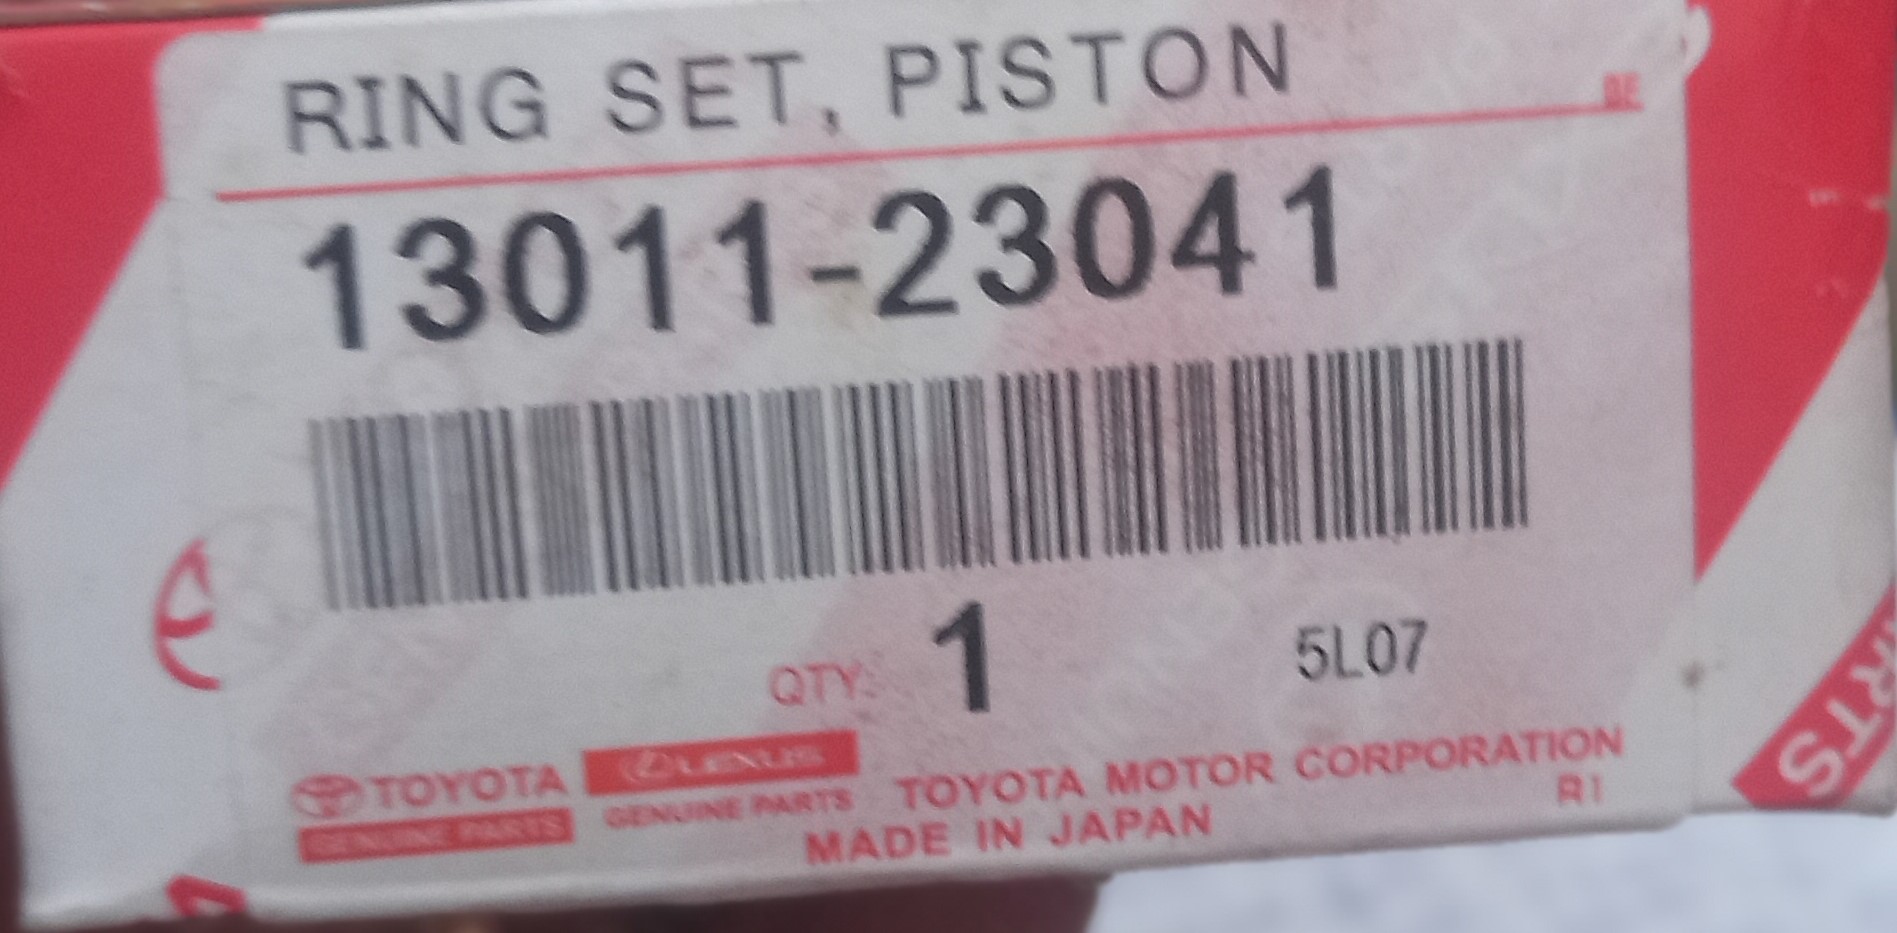 RING SET, PISTON
13011-23041
QTY: 1 5L07
TOYOTA LEXUS
GENUINE PARTS GENUINE PARTS TOYOTA MOTOR CORPORATION
MADE IN JAPAN R1
RTS